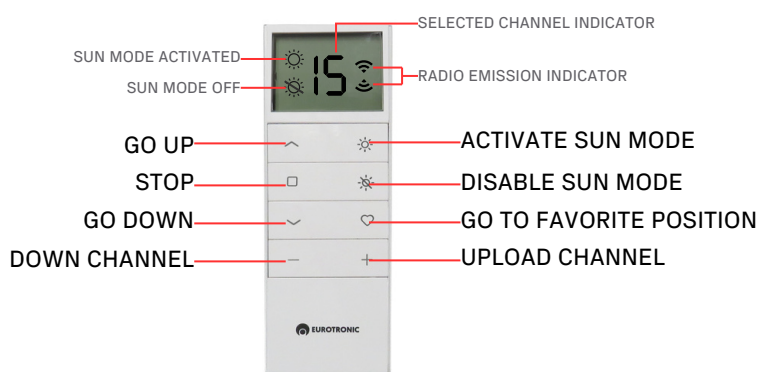 SELECTED CHANNEL INDICATOR
SUN MODE ACTIVATED
15
RADIO EMISSION INDICATOR
SUN MODE OFF
GO UP
ACTIVATE SUN MODE
STOP
DISABLE SUN MODE
GO DOWN
GO TO FAVORITE POSITION
DOWN CHANNEL
UPLOAD CHANNEL
EUROTRONIC